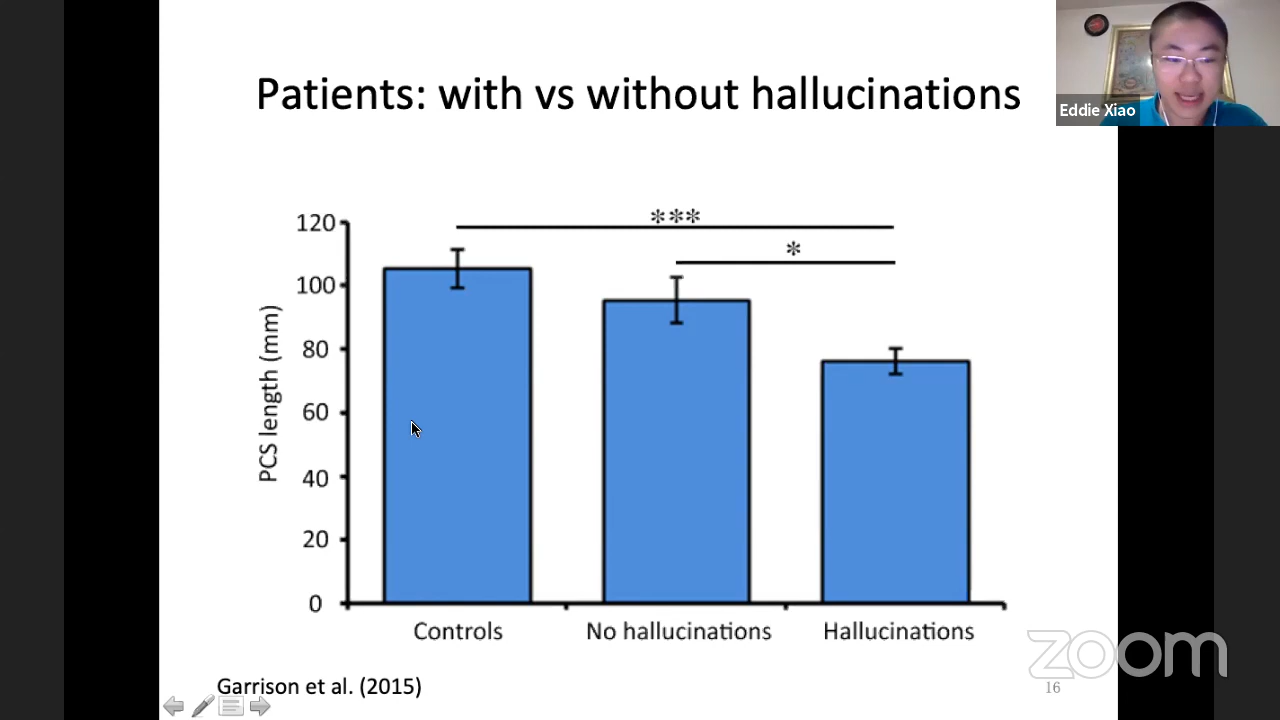 Patients: with vs without hallucinations
Eddie Xiao
***
*
120
100
80
60
40
20
0
PCS length (mm)
Controls
No hallucinations
Hallucinations
Garrison et al. (2015)
zoom
16